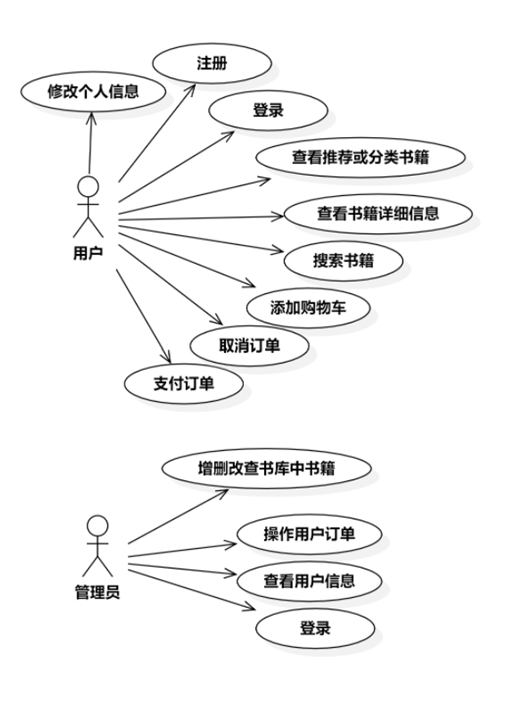 注册
修改个人信息
登录
查看推荐或分类书籍
查看书籍详细信息
用户
搜索书籍
添加购物车
取消订单
支付订单
增删改查书库中书籍
操作用户订单
查看用户信息
管理员
登录